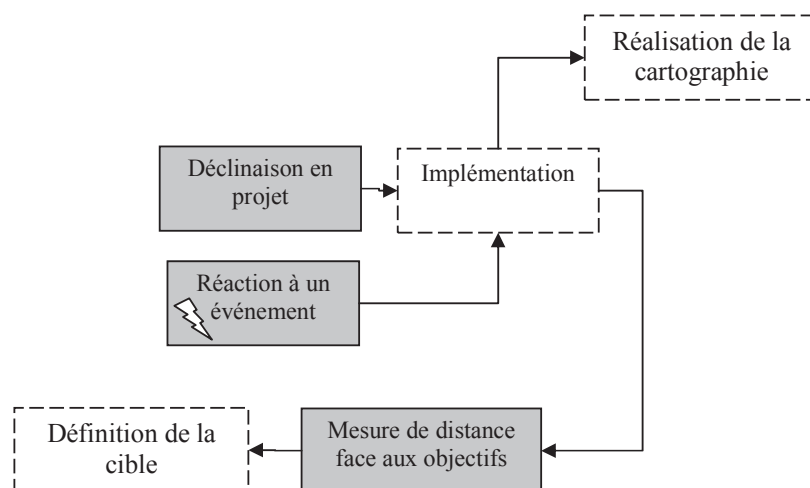 Réalisation de la
cartographie
Déclinaison en
projet
Implémentation
Réaction à un
événement
Définition de la
cible
Mesure de distance
face aux objectifs